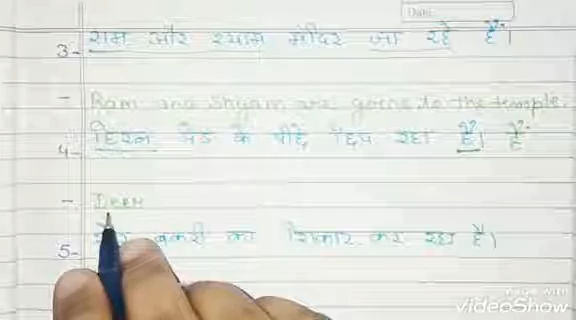 Date
3- राम और श्याम मंदिर जा रहे हैं।
- Ram and Shyam are going to the temple.
4- हिरन पेड के पीछे छिप रहा है। हैं
- Deer
5- शेर बकरी का शिकार कर रहा है।
Made with
VideoShow